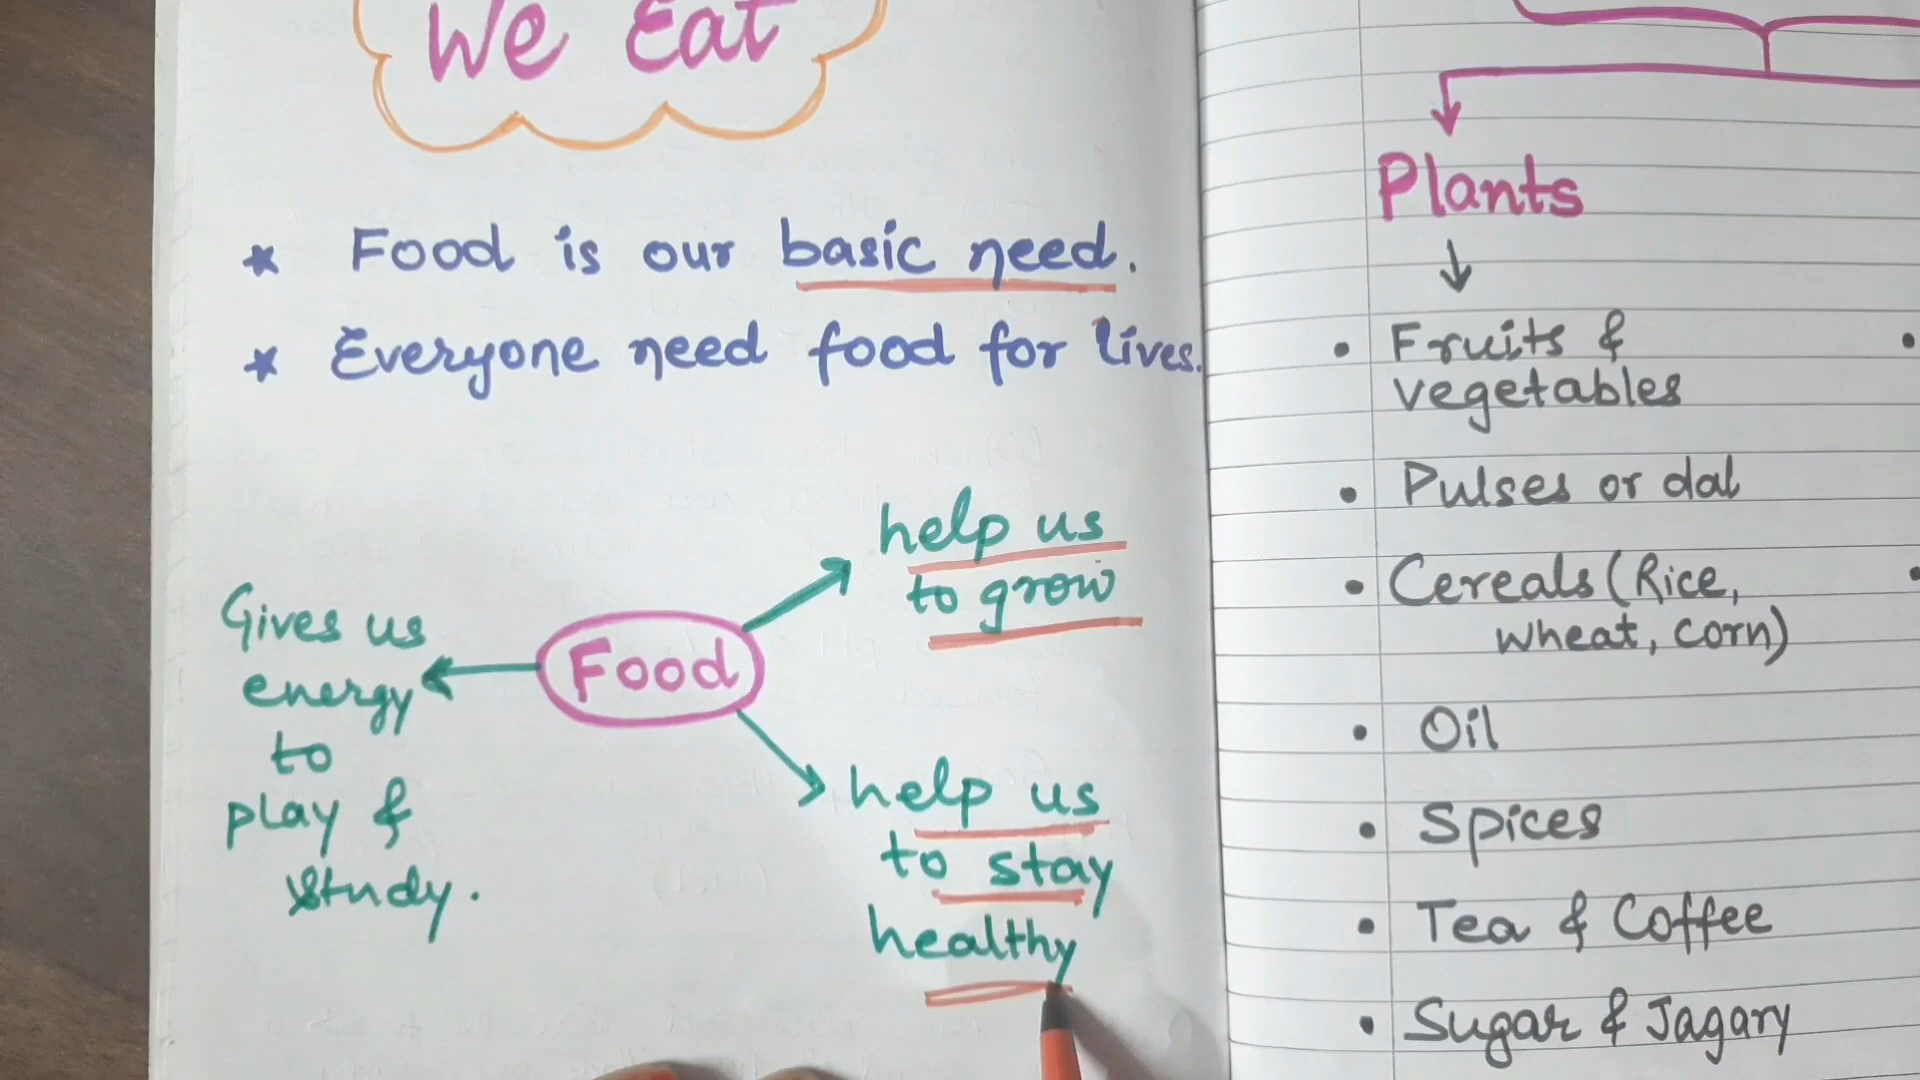 We Eat
* Food is our basic need.
* Everyone need food for lives.
help us
to grow
Gives us
energy
to
play &
study.
Food
help us
to stay
healthy
Plants
• Fruits &
vegetables
• Pulses or dal
• Cereals (Rice,
wheat, corn)
• Oil
• Spices
• Tea & Coffee
• Sugar & Jagary